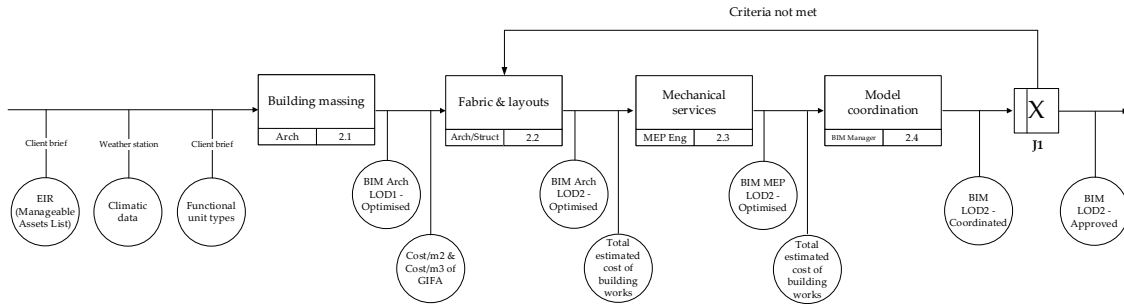 Criteria not met
Building massing
Arch
2.1
Fabric & layouts
Arch/Struct
2.2
Mechanical
services
MEP Eng
2.3
Model
coordination
BIM Manager
2.4
X
J1
Client brief
Weather station
Client brief
EIR
(Manageable
Assets List)
Climatic
data
Functional
unit types
BIM Arch
LOD1 -
Optimised
Cost/m2 &
Cost/m3 of
GIFA
BIM Arch
LOD2 -
Optimised
Total
estimated
cost of
building
works
BIM MEP
LOD2 -
Optimised
Total
estimated
cost of
building
works
BIM
LOD2 -
Coordinated
BIM
LOD2 -
Approved